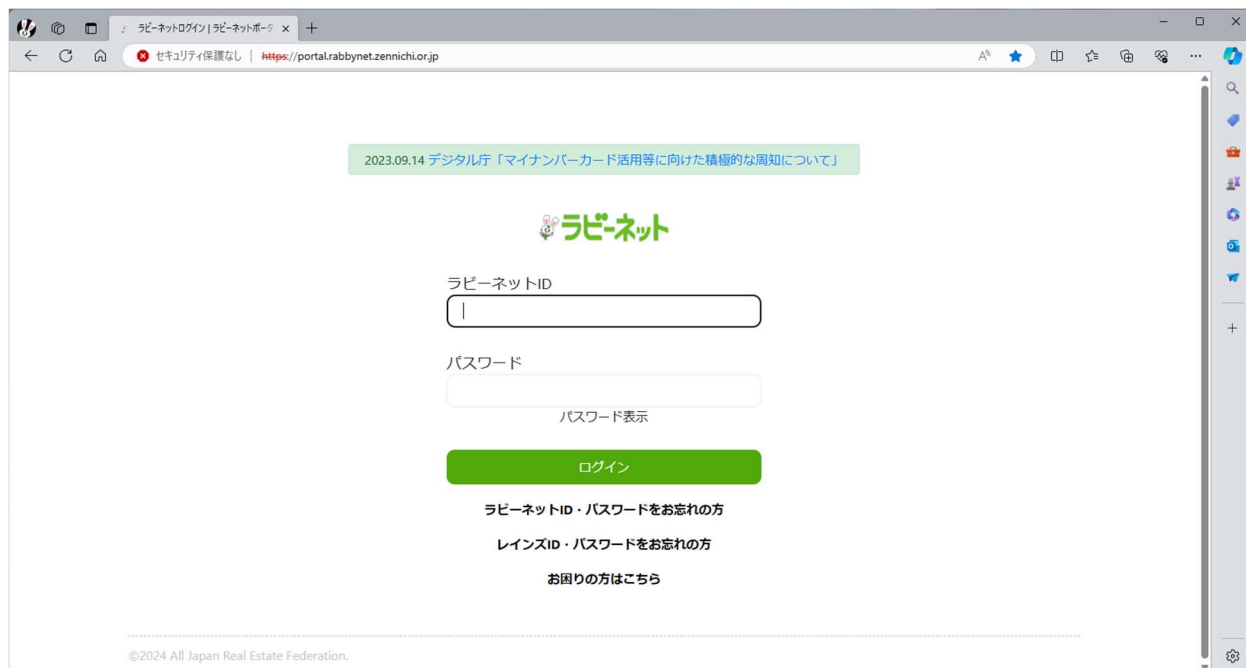 ラビーネットログイン | ラビーネットポータ
セキュリティ保護なし | https://portal.rabbynet.zennichi.or.jp
2023.09.14 デジタル庁「マイナンバーカード活用等に向けた積極的な周知について」
ラビーネット
ラビーネットID
パスワード
パスワード表示
ログイン
ラビーネットID・パスワードをお忘れの方
レインズID・パスワードをお忘れの方
お困りの方はこちら
©2024 All Japan Real Estate Federation.